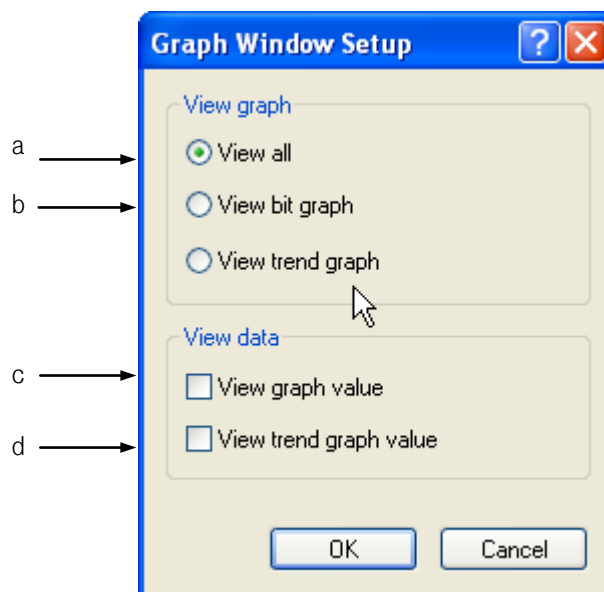 Graph Window Setup
View graph
a
View all
b
View bit graph
View trend graph
View data
c
View graph value
d
View trend graph value
OK
Cancel